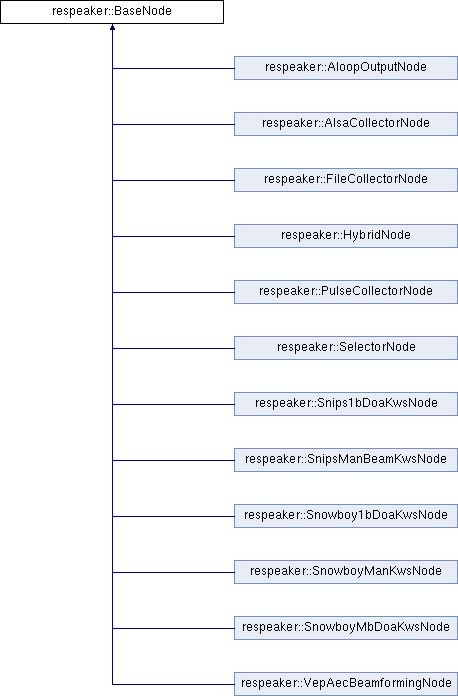 respeaker::BaseNode
respeaker::AloopOutputNode
respeaker::AlsaCollectorNode
respeaker::FileCollectorNode
respeaker::HybridNode
respeaker::PulseCollectorNode
respeaker::SelectorNode
respeaker::Snips1bDoaKwsNode
respeaker::SnipsManBeamKwsNode
respeaker::Snowboy1bDoaKwsNode
respeaker::SnowboyManKwsNode
respeaker::SnowboyMbDoaKwsNode
respeaker::VepAecBeamformingNode